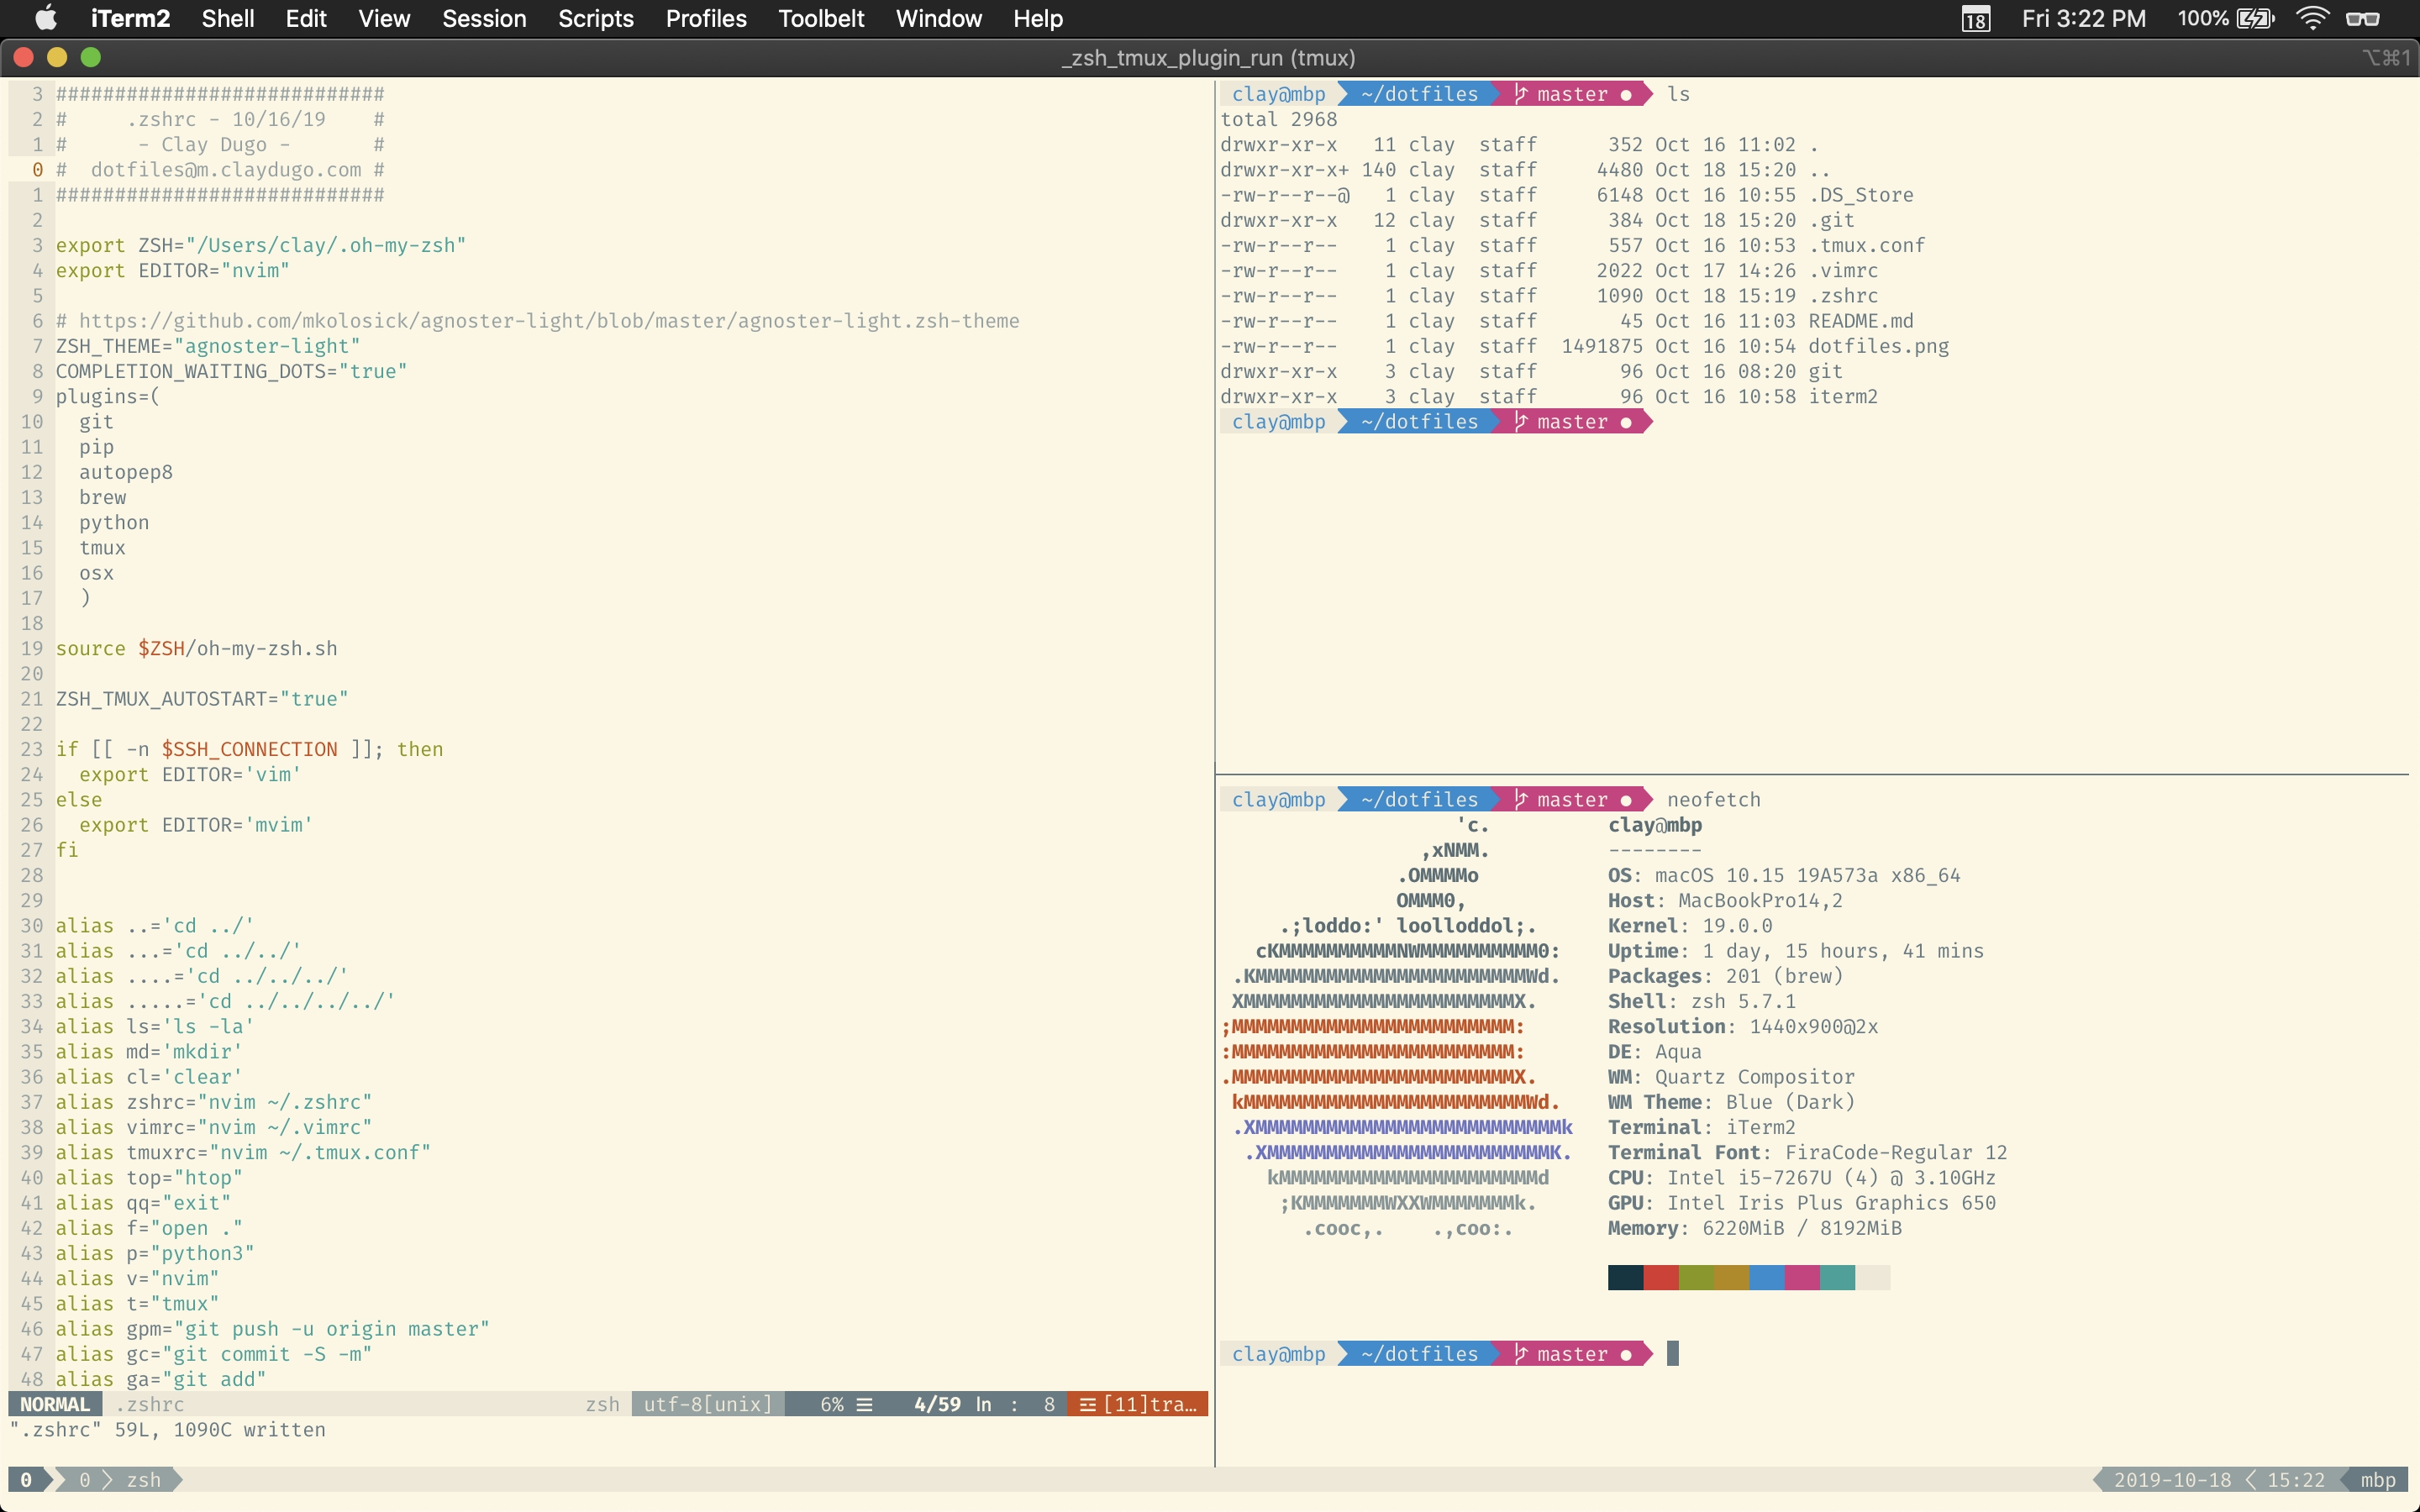 iTerm2 Shell Edit View Session Scripts Profiles Toolbelt Window Help 18 Fri 3:22 PM 100%
_zsh_tmux_plugin_run (tmux) ⌥⌘1
3 ############################
2 #     .zshrc - 10/16/19    #
1 #      - Clay Dugo -       #
0 #  dotfiles@m.claydugo.com #
1 ############################
2
3 export ZSH="/Users/clay/.oh-my-zsh"
4 export EDITOR="nvim"
5
6 # https://github.com/mkolosick/agnoster-light/blob/master/agnoster-light.zsh-theme
7 ZSH_THEME="agnoster-light"
8 COMPLETION_WAITING_DOTS="true"
9 plugins=(
10   git
11   pip
12   autopep8
13   brew
14   python
15   tmux
16   osx
17   )
18
19 source $ZSH/oh-my-zsh.sh
20
21 ZSH_TMUX_AUTOSTART="true"
22
23 if [[ -n $SSH_CONNECTION ]]; then
24   export EDITOR='vim'
25 else
26   export EDITOR='mvim'
27 fi
28
29
30 alias ..='cd ../'
31 alias ...='cd ../../'
32 alias ....='cd ../../../'
33 alias .....='cd ../../../../'
34 alias ls='ls -la'
35 alias md='mkdir'
36 alias cl='clear'
37 alias zshrc="nvim ~/.zshrc"
38 alias vimrc="nvim ~/.vimrc"
39 alias tmuxrc="nvim ~/.tmux.conf"
40 alias top="htop"
41 alias qq="exit"
42 alias f="open ."
43 alias p="python3"
44 alias v="nvim"
45 alias t="tmux"
46 alias gpm="git push -u origin master"
47 alias gc="git commit -S -m"
48 alias ga="git add"
NORMAL .zshrc zsh utf-8[unix] 6% ☰ 4/59 ln : 8 ☲ [11]tra…
".zshrc" 59L, 1090C written
clay@mbp ~/dotfiles master ● ls
total 2968
drwxr-xr-x   11 clay  staff      352 Oct 16 11:02 .
drwxr-xr-x+ 140 clay  staff     4480 Oct 18 15:20 ..
-rw-r--r--@   1 clay  staff     6148 Oct 16 10:55 .DS_Store
drwxr-xr-x   12 clay  staff      384 Oct 18 15:20 .git
-rw-r--r--    1 clay  staff      557 Oct 16 10:53 .tmux.conf
-rw-r--r--    1 clay  staff     2022 Oct 17 14:26 .vimrc
-rw-r--r--    1 clay  staff     1090 Oct 18 15:19 .zshrc
-rw-r--r--    1 clay  staff       45 Oct 16 11:03 README.md
-rw-r--r--    1 clay  staff  1491875 Oct 16 10:54 dotfiles.png
drwxr-xr-x    3 clay  staff       96 Oct 16 08:20 git
drwxr-xr-x    3 clay  staff       96 Oct 16 10:58 iterm2
clay@mbp ~/dotfiles master ●
clay@mbp ~/dotfiles master ● neofetch
                    'c.          clay@mbp
                 ,xNMM.          --------
               .OMMMMo           OS: macOS 10.15 19A573a x86_64
               OMMM0,            Host: MacBookPro14,2
     .;loddo:' loolloddol;.      Kernel: 19.0.0
   cKMMMMMMMMMMNWMMMMMMMMMM0:    Uptime: 1 day, 15 hours, 41 mins
 .KMMMMMMMMMMMMMMMMMMMMMMMWd.    Packages: 201 (brew)
 XMMMMMMMMMMMMMMMMMMMMMMMX.      Shell: zsh 5.7.1
;MMMMMMMMMMMMMMMMMMMMMMMM:       Resolution: 1440x900@2x
:MMMMMMMMMMMMMMMMMMMMMMMM:       DE: Aqua
.MMMMMMMMMMMMMMMMMMMMMMMMX.      WM: Quartz Compositor
 kMMMMMMMMMMMMMMMMMMMMMMMMWd.    WM Theme: Blue (Dark)
 .XMMMMMMMMMMMMMMMMMMMMMMMMMMk   Terminal: iTerm2
  .XMMMMMMMMMMMMMMMMMMMMMMMMK.   Terminal Font: FiraCode-Regular 12
    kMMMMMMMMMMMMMMMMMMMMMMd     CPU: Intel i5-7267U (4) @ 3.10GHz
     ;KMMMMMMMWXXWMMMMMMMk.      GPU: Intel Iris Plus Graphics 650
       .cooc,.    .,coo:.        Memory: 6220MiB / 8192MiB
clay@mbp ~/dotfiles master ●
0 0 zsh 2019-10-18 15:22 mbp